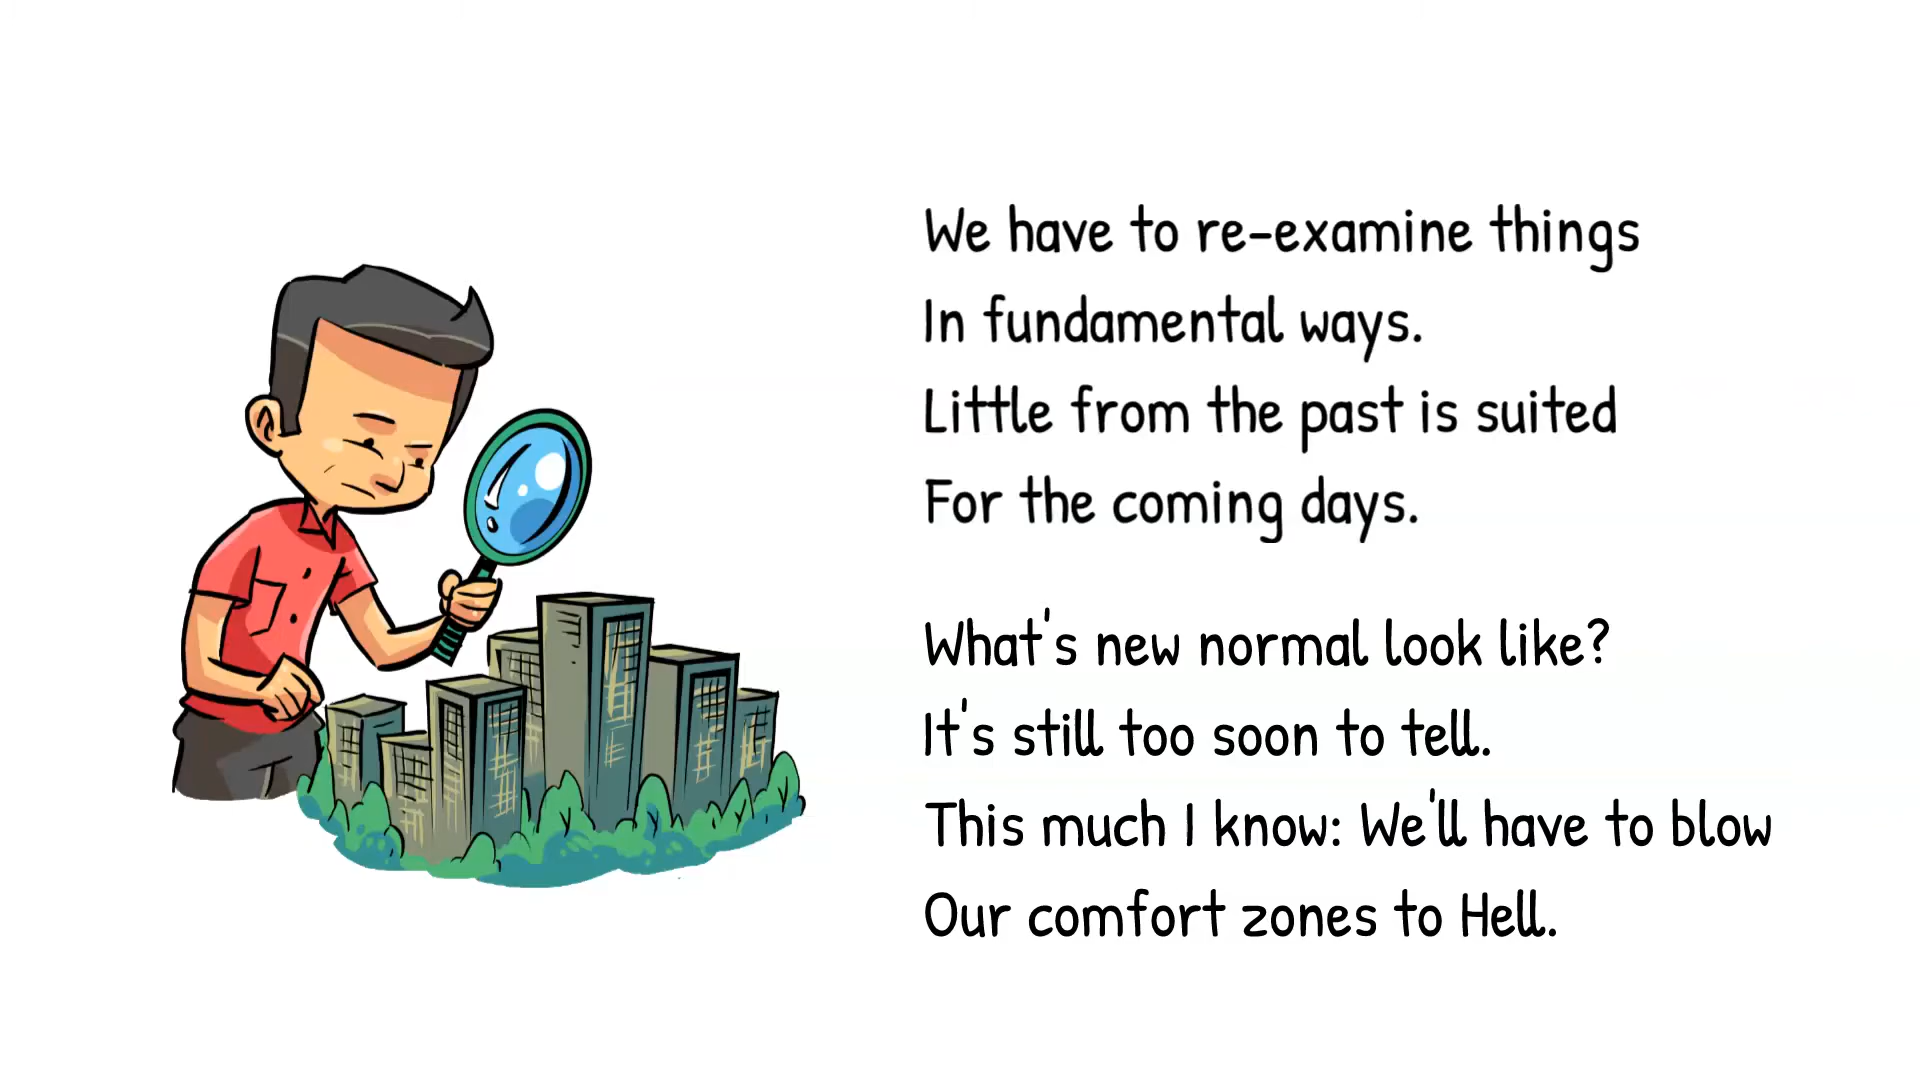 We have to re-examine things
In fundamental ways.
Little from the past is suited
For the coming days.
What's new normal look like?
It's still too soon to tell.
This much I know: We'll have to blow
Our comfort zones to Hell.